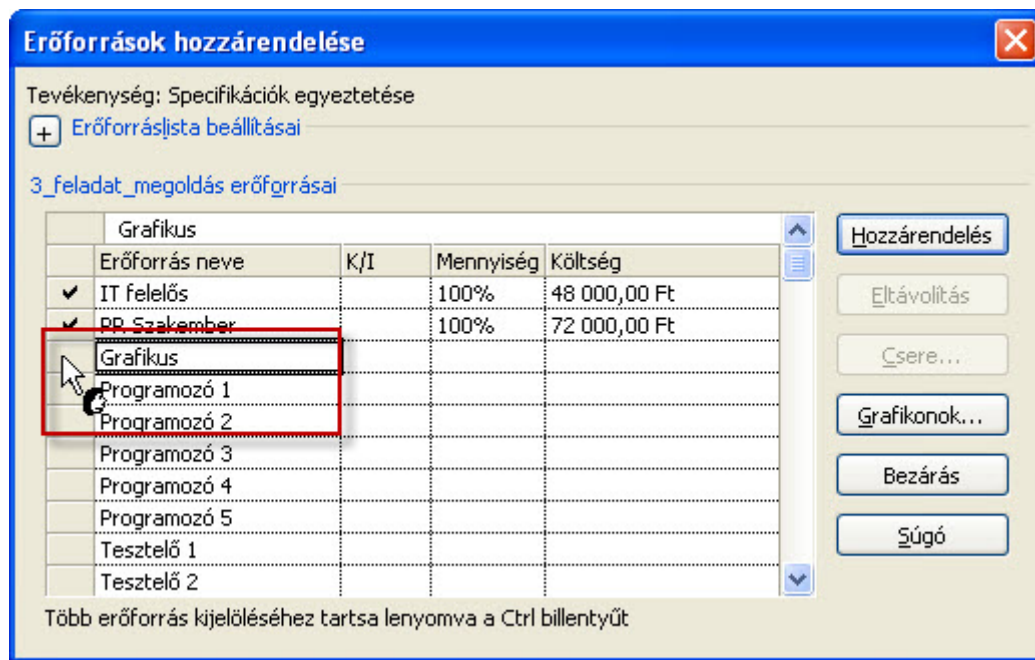 Erőforrások hozzárendelése
Tevékenység: Specifikációk egyeztetése
+ Erőforráslista beállításai
3_feladat_megoldás erőforrásai
Grafikus
Erőforrás neve K/I Mennyiség Költség
✔ IT felelős 100% 48 000,00 Ft
✔ PR Szakember 100% 72 000,00 Ft
Grafikus
Programozó 1
Programozó 2
Programozó 3
Programozó 4
Programozó 5
Tesztelő 1
Tesztelő 2
Hozzárendelés
Eltávolítás
Csere...
Grafikonok...
Bezárás
Súgó
Több erőforrás kijelöléséhez tartsa lenyomva a Ctrl billentyűt